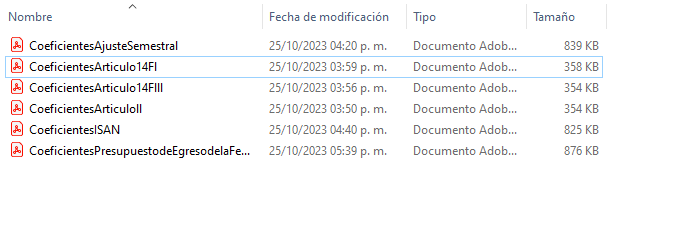 Nombre Fecha de modificación Tipo Tamaño
CoeficientesAjusteSemestral 25/10/2023 04:20 p. m. Documento Adob... 839 KB
CoeficientesArticulo14FI 25/10/2023 03:59 p. m. Documento Adob... 358 KB
CoeficientesArticulo14FIII 25/10/2023 03:56 p. m. Documento Adob... 354 KB
CoeficientesArticuloII 25/10/2023 03:50 p. m. Documento Adob... 354 KB
CoeficientesISAN 25/10/2023 04:40 p. m. Documento Adob... 825 KB
CoeficientesPresupuestodeEgresodelaFe... 25/10/2023 05:39 p. m. Documento Adob... 876 KB